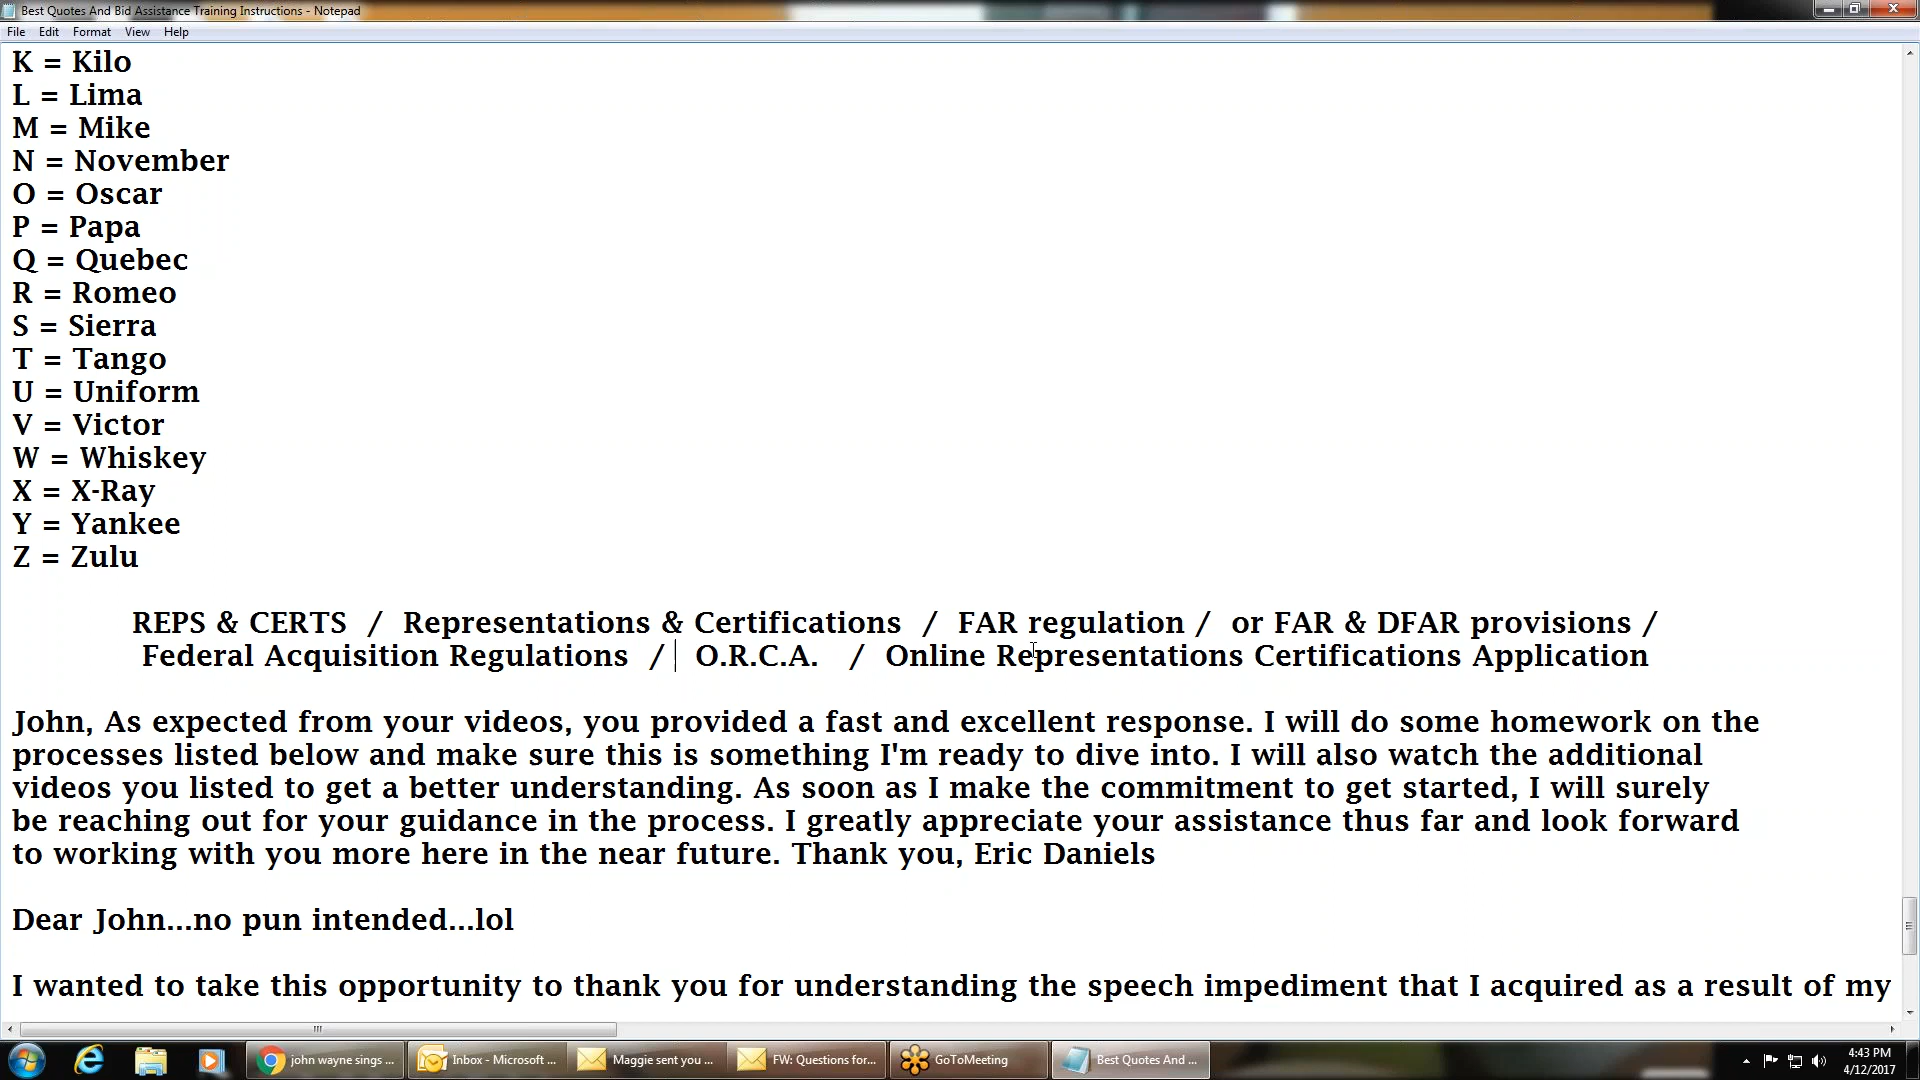 Best Quotes And Bid Assistance Training Instructions - Notepad
File Edit Format View Help
K = Kilo
L = Lima
M = Mike
N = November
O = Oscar
P = Papa
Q = Quebec
R = Romeo
S = Sierra
T = Tango
U = Uniform
V = Victor
W = Whiskey
X = X-Ray
Y = Yankee
Z = Zulu
REPS & CERTS / Representations & Certifications / FAR regulation / or FAR & DFAR provisions /
Federal Acquisition Regulations / O.R.C.A. / Online Representations Certifications Application
John, As expected from your videos, you provided a fast and excellent response. I will do some homework on the
processes listed below and make sure this is something I'm ready to dive into. I will also watch the additional
videos you listed to get a better understanding. As soon as I make the commitment to get started, I will surely
be reaching out for your guidance in the process. I greatly appreciate your assistance thus far and look forward
to working with you more here in the near future. Thank you, Eric Daniels
Dear John...no pun intended...lol
I wanted to take this opportunity to thank you for understanding the speech impediment that I acquired as a result of my
john wayne sings ... Inbox - Microsoft ... Maggie sent you ... FW: Questions for... GoToMeeting Best Quotes And ... 4:43 PM
4/12/2017